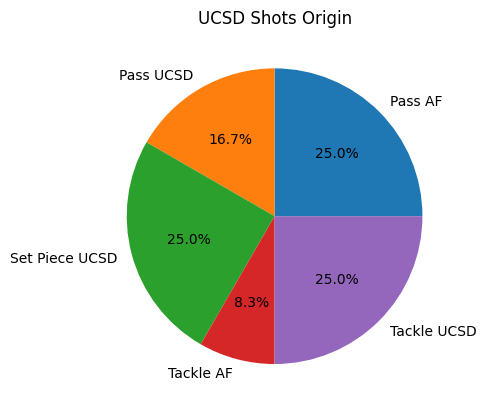 UCSD Shots Origin
Pass UCSD
Pass AF
16.7%
25.0%
25.0%
Set Piece UCSD
25.0%
8.3%
Tackle UCSD
Tackle AF